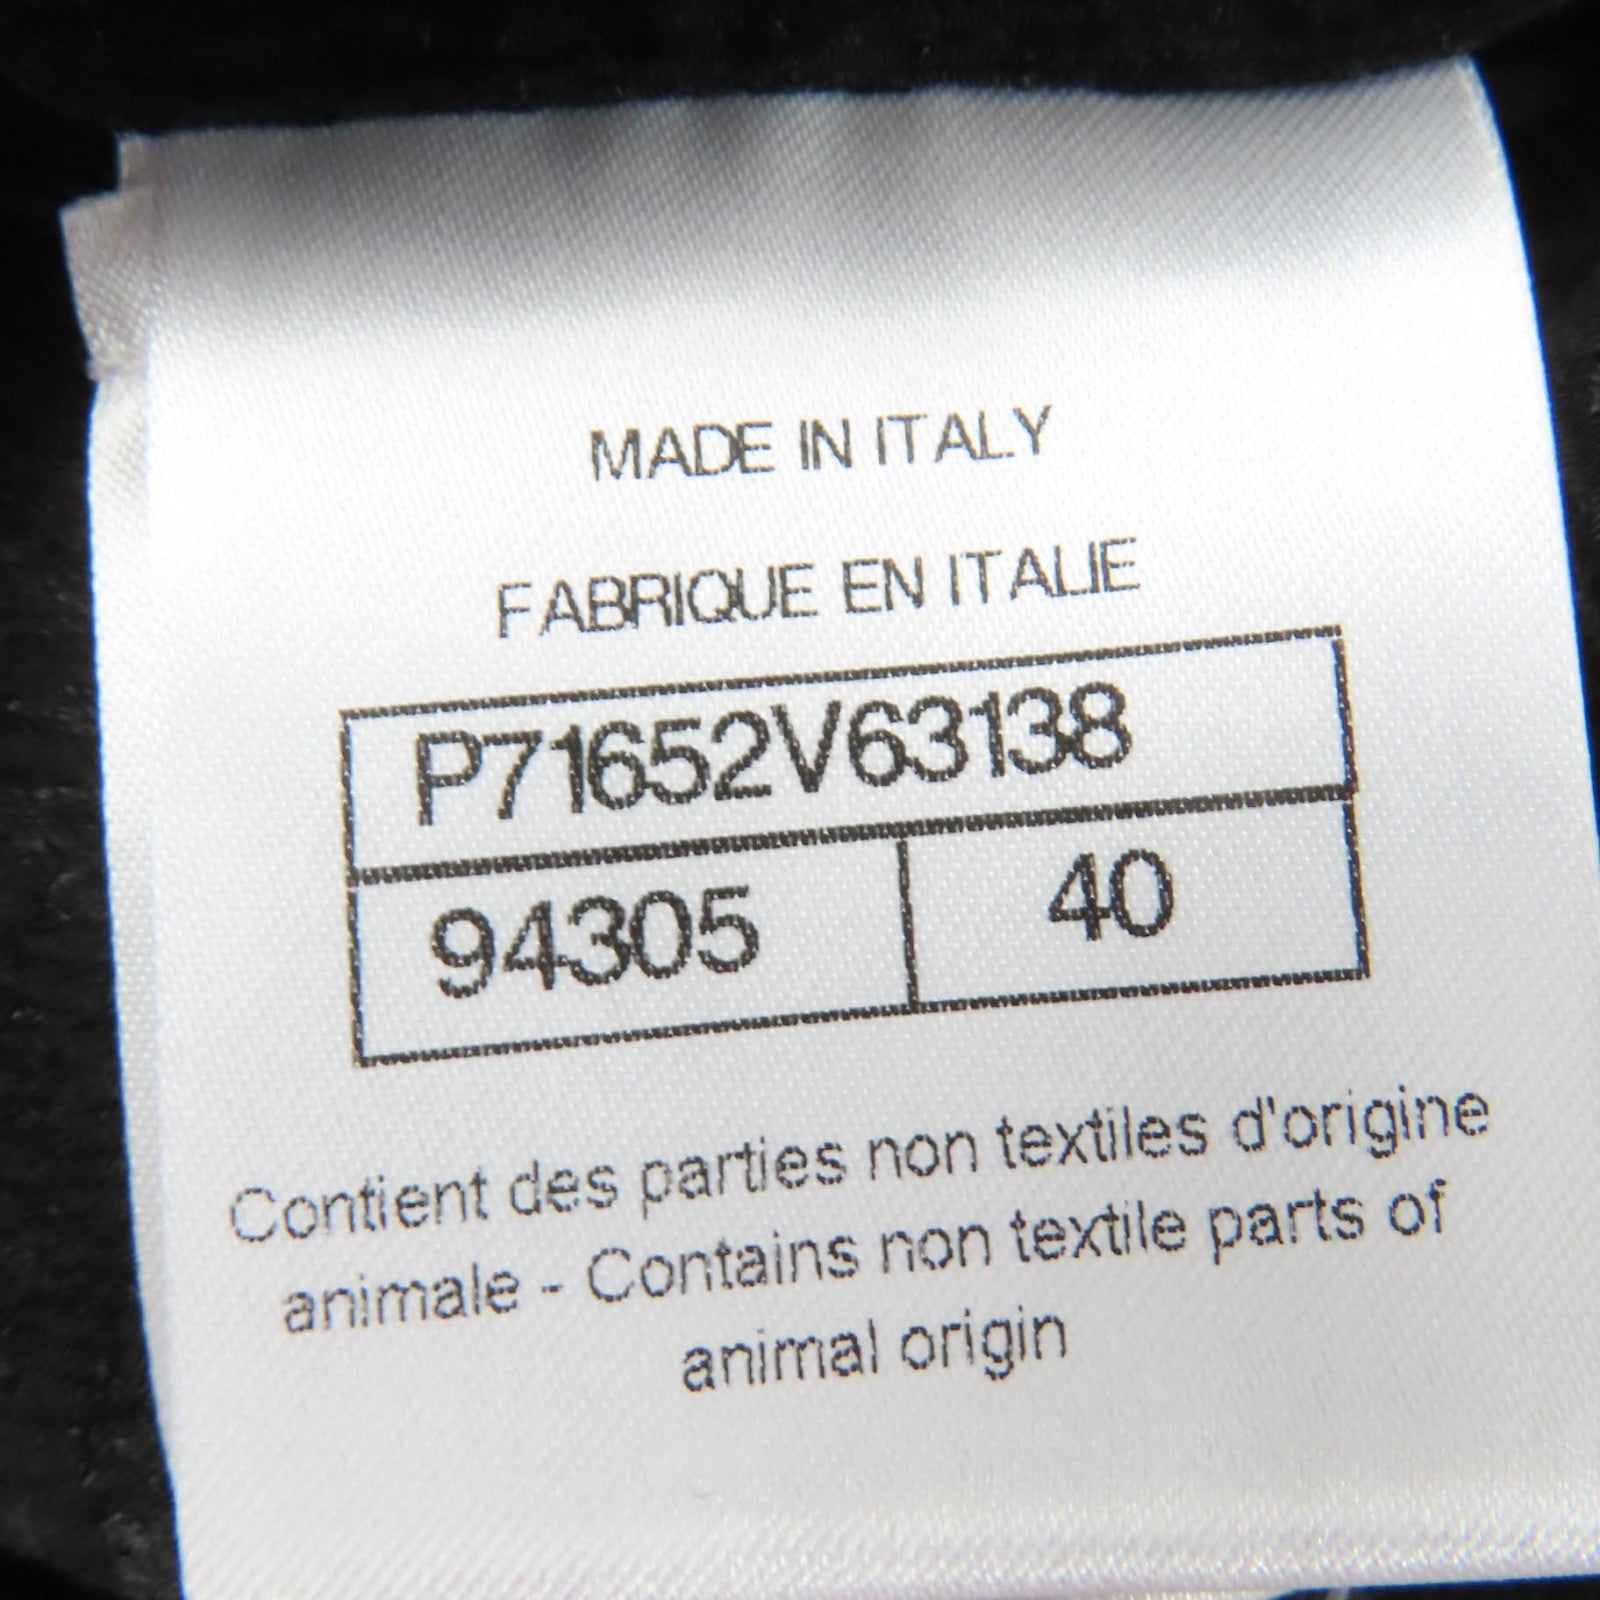 MADE IN ITALY
FABRIQUE EN ITALIE
P71652V63138
94305 40
Contient des parties non textiles d'origine
animale - Contains non textile parts of
animal origin